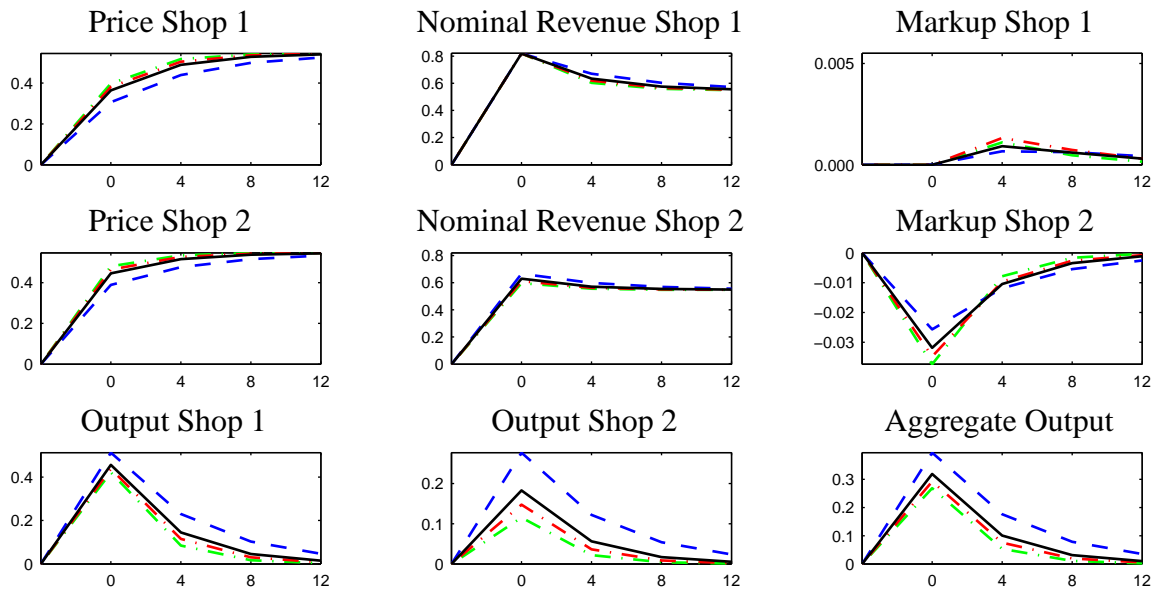 Price Shop 1
Nominal Revenue Shop 1
Markup Shop 1
0.4
0.2
0
0 4 8 12
0.8
0.6
0.4
0.2
0
0 4 8 12
0.005
0.000
0 4 8 12
Price Shop 2
Nominal Revenue Shop 2
Markup Shop 2
0.4
0.2
0
0 4 8 12
0.8
0.6
0.4
0.2
0
0 4 8 12
0
−0.01
−0.02
−0.03
0 4 8 12
Output Shop 1
Output Shop 2
Aggregate Output
0.4
0.2
0
0 4 8 12
0.2
0.1
0
0 4 8 12
0.3
0.2
0.1
0
0 4 8 12